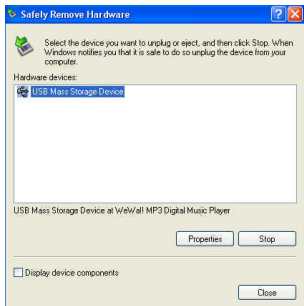 Safely Remove Hardware
Select the device you want to unplug or eject, and then click Stop. When
Windows notifies you that it is safe to do so unplug the device from your
computer.
Hardware devices:
USB Mass Storage Device
USB Mass Storage Device at WeWa!! MP3 Digital Music Player
Properties
Stop
Display device components
Close